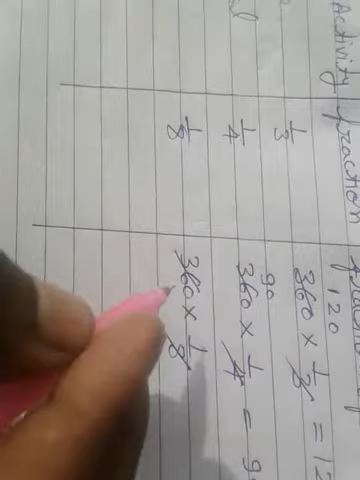 Activity fraction
120
1/3 360 × 1/3 = 12
90
1/4 360 × 1/4 = 9
1/8 360 × 1/8